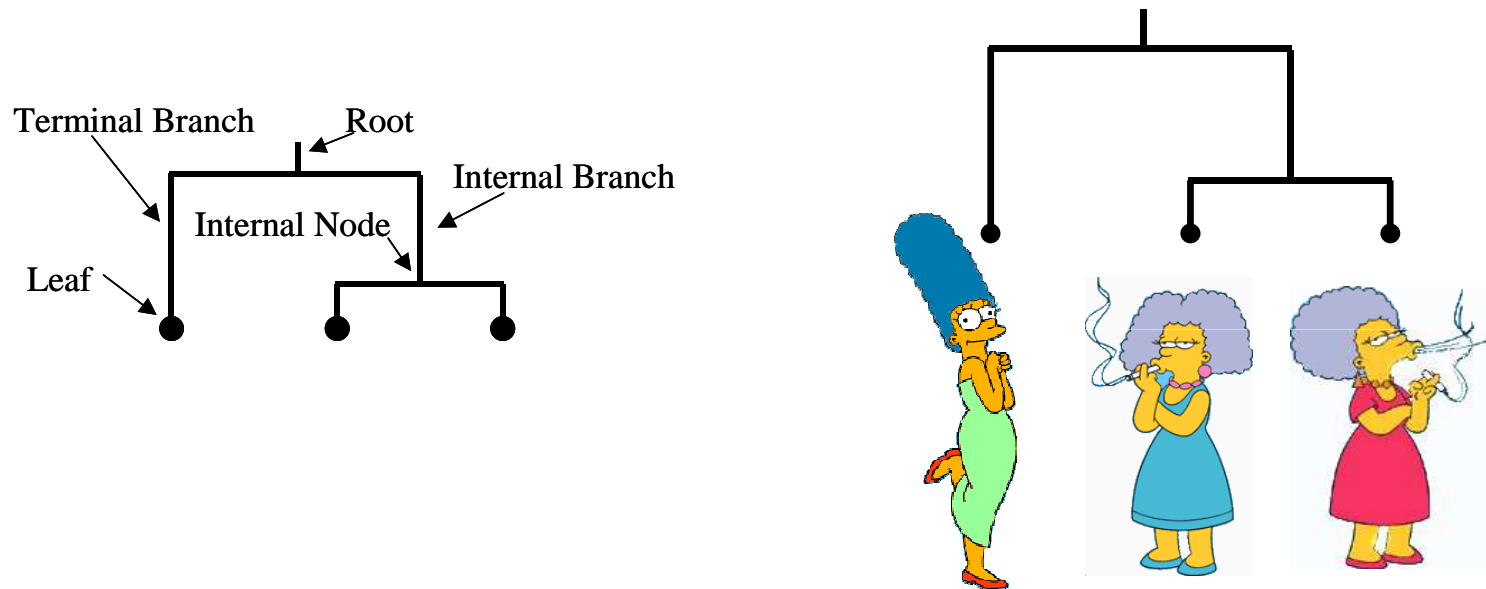 Terminal Branch
Root
Internal Branch
Internal Node
Leaf